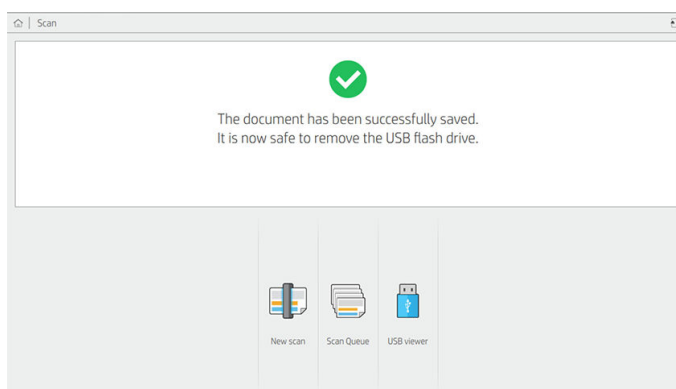 Scan
The document has been successfully saved.
It is now safe to remove the USB flash drive.
New scan
Scan Queue
USB viewer